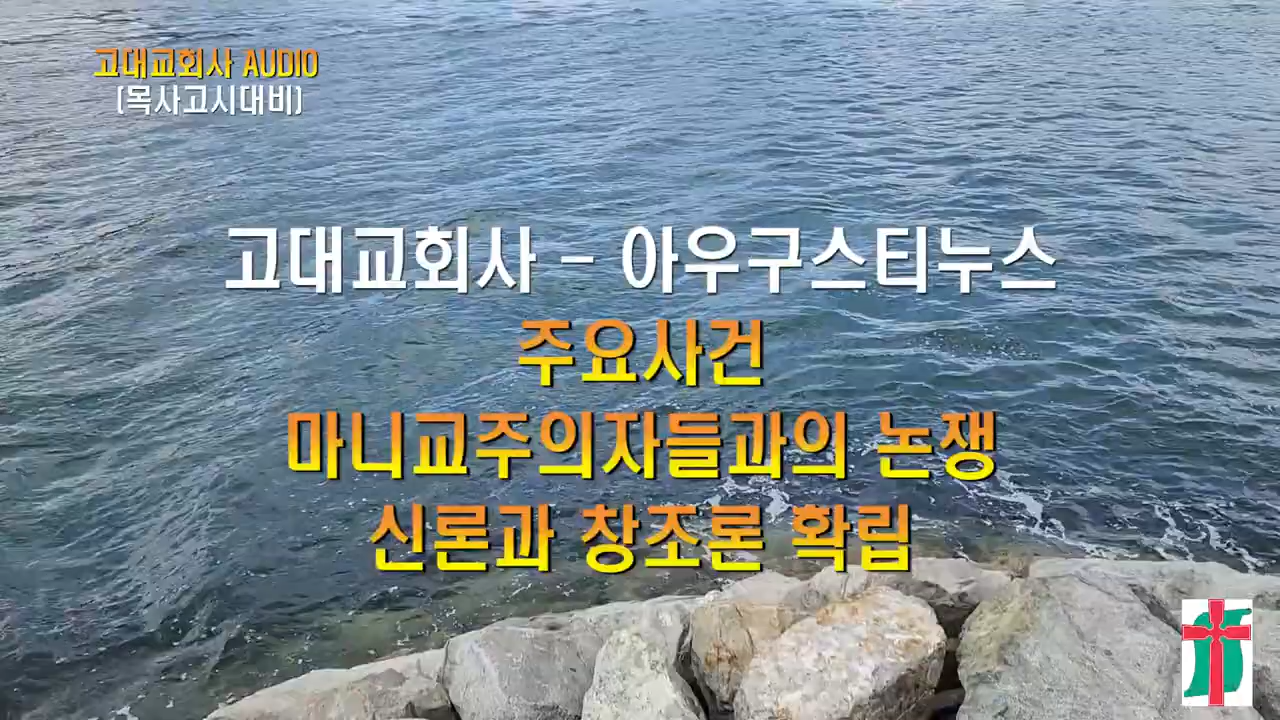 고대교회사 AUDIO
(목사고시대비)
고대교회사 - 아우구스티누스
주요사건
마니교주의자들과의 논쟁
신론과 창조론 확립